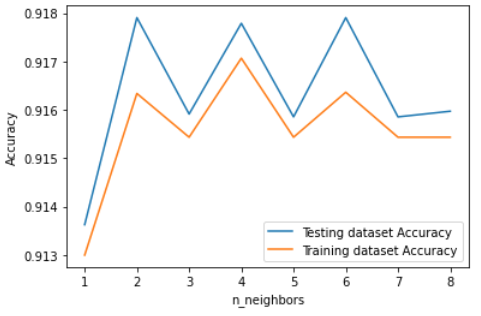 0.918
0.917
0.916
0.915
0.914
0.913
Accuracy
1 2 3 4 5 6 7 8
n_neighbors
Testing dataset Accuracy
Training dataset Accuracy